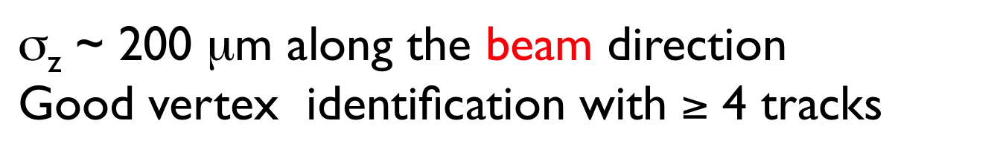 σz ~ 200 μm along the beam direction
Good vertex  identification with ≥ 4 tracks